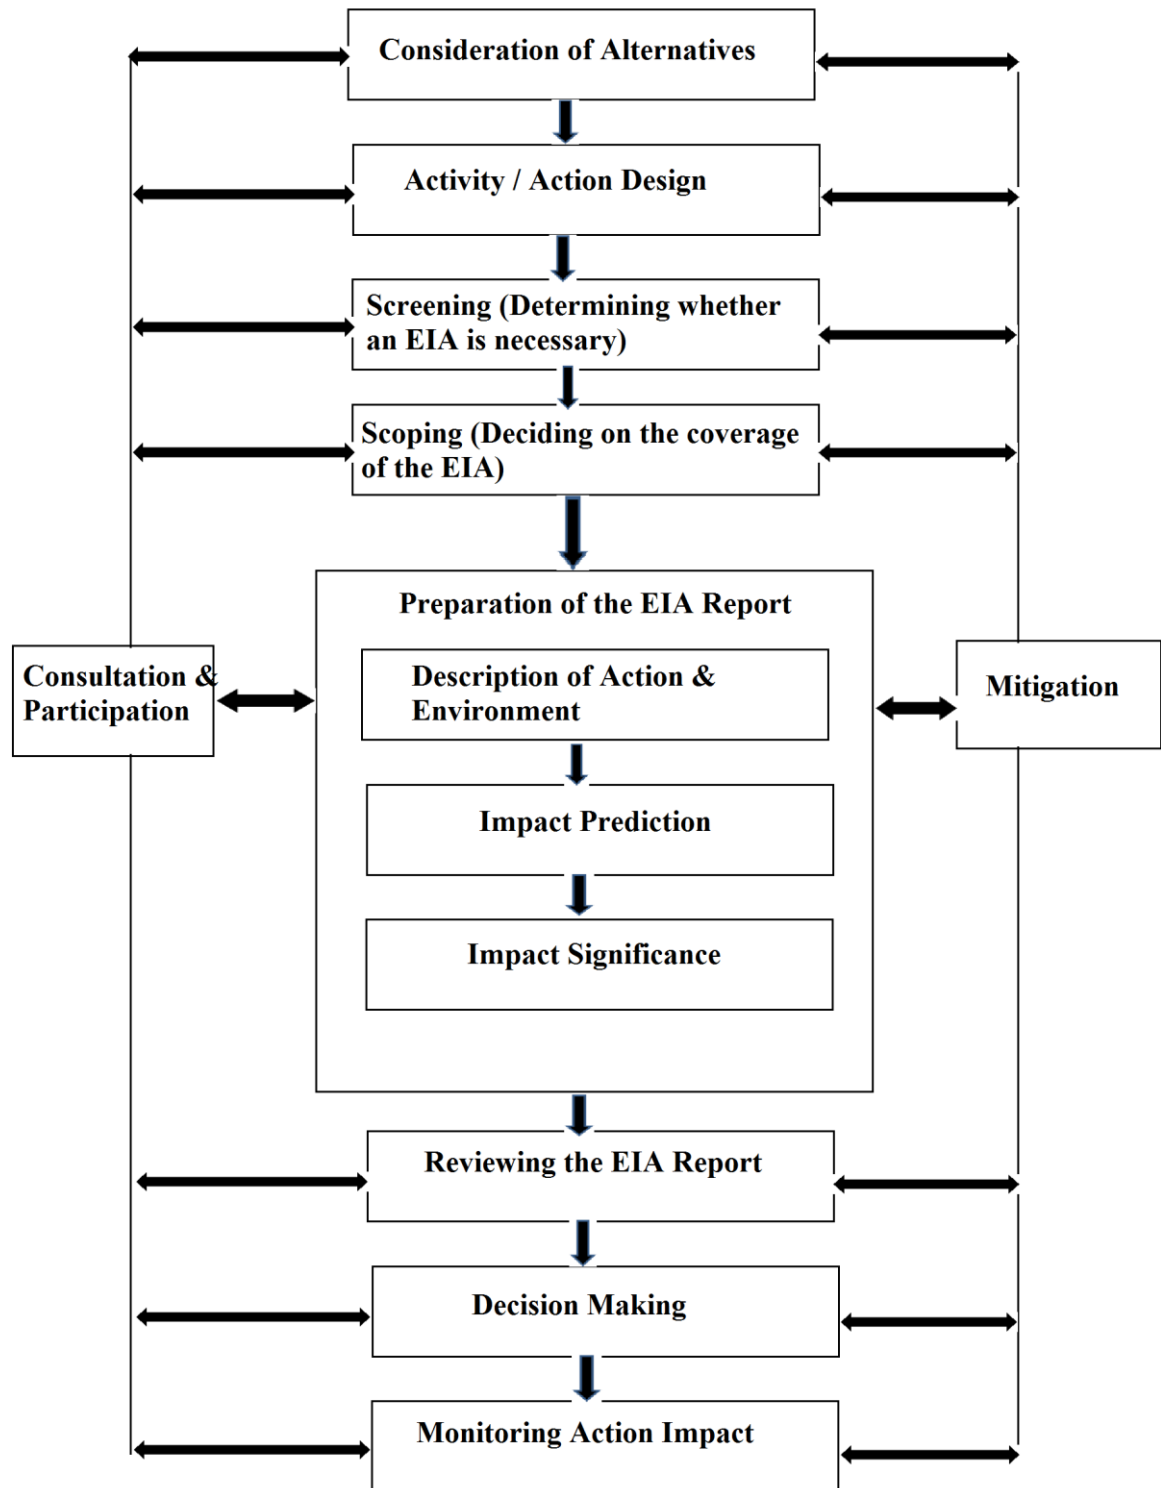 Consideration of Alternatives
Activity / Action Design
Screening (Determining whether
an EIA is necessary)
Scoping (Deciding on the coverage
of the EIA)
Preparation of the EIA Report
Consultation &
Participation
Description of Action &
Environment
Mitigation
Impact Prediction
Impact Significance
Reviewing the EIA Report
Decision Making
Monitoring Action Impact